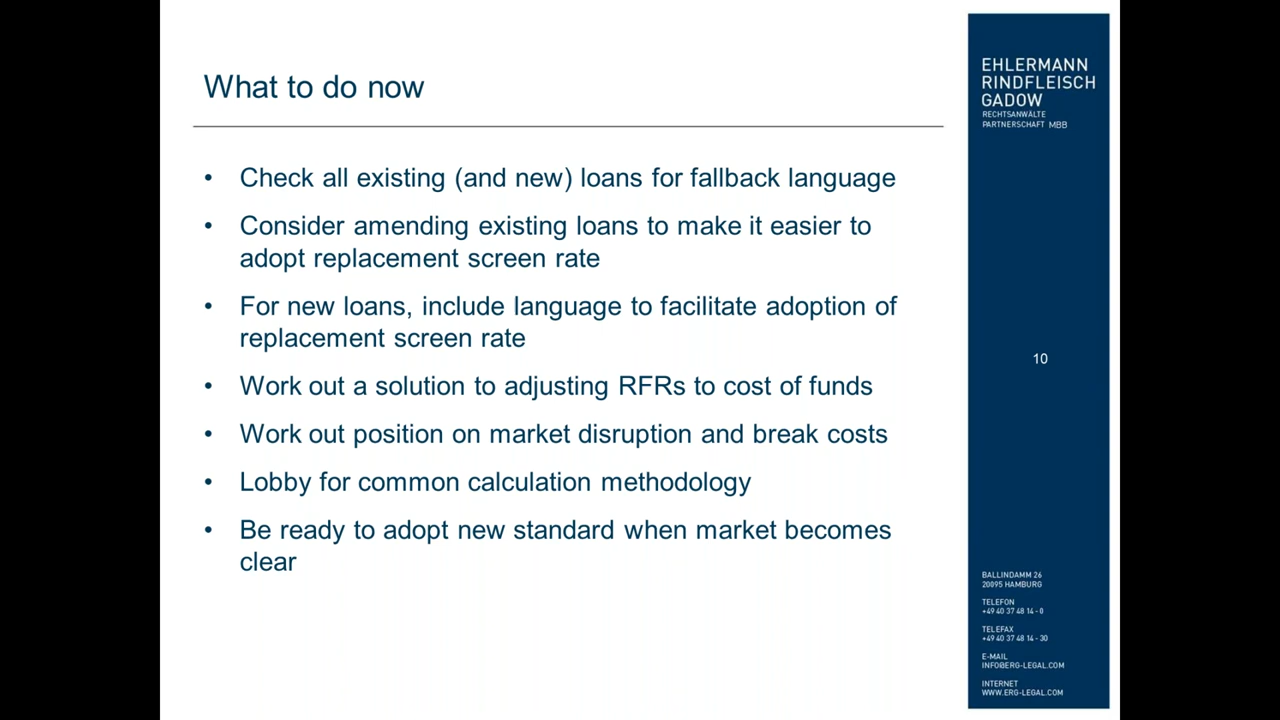 What to do now
• Check all existing (and new) loans for fallback language
• Consider amending existing loans to make it easier to
adopt replacement screen rate
• For new loans, include language to facilitate adoption of
replacement screen rate
• Work out a solution to adjusting RFRs to cost of funds
• Work out position on market disruption and break costs
• Lobby for common calculation methodology
• Be ready to adopt new standard when market becomes
clear
EHLERMANN
RINDFLEISCH
GADOW
RECHTSANWÄLTE
PARTNERSCHAFT MBB
10
BALLINDAMM 26
20095 HAMBURG
TELEFON
+49 40 37 48 14 - 0
TELEFAX
+49 40 37 48 14 - 30
E-MAIL
INFO@ERG-LEGAL.COM
INTERNET
WWW.ERG-LEGAL.COM